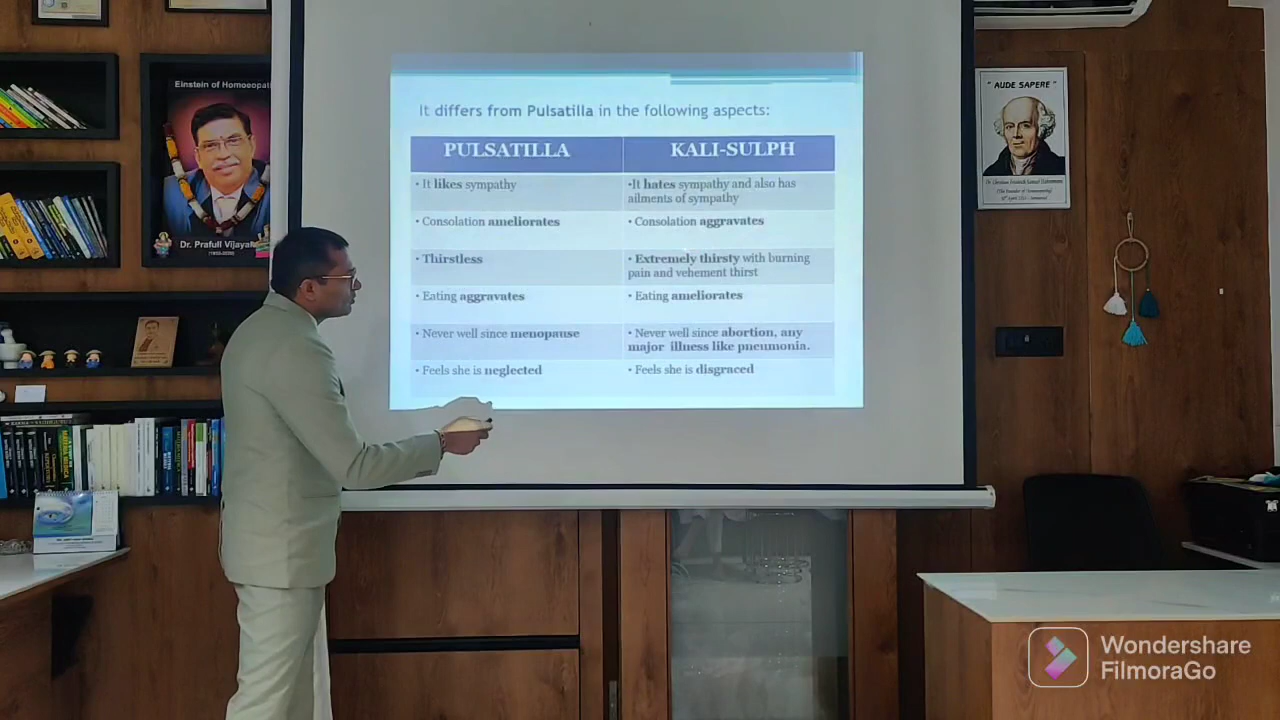 Einstein of Homoeopat
Dr. Prafull Vijay
It differs from Pulsatilla in the following aspects:
PULSATILLA
KALI-SULPH
• It likes sympathy
•It hates sympathy and also has
ailments of sympathy
• Consolation ameliorates
• Consolation aggravates
• Thirstless
• Extremely thirsty with burning
pain and vehement thirst
• Eating aggravates
• Eating ameliorates
• Never well since menopause
• Never well since abortion, any
major illness like pneumonia.
• Feels she is neglected
• Feels she is disgraced
" AUDE SAPERE "
Wondershare
FilmoraGo